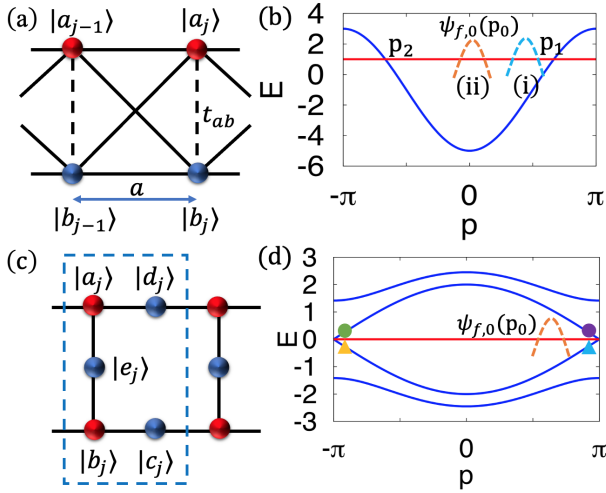 (a)
|a_{j-1}⟩
|a_j⟩
t_{ab}
a
|b_{j-1}⟩
|b_j⟩
(b)
4
2
0
-2
-4
-6
E
ψ_{f,0}(p_0)
p_2
p_1
(ii)
(i)
-π
0
π
p
(c)
|a_j⟩
|d_j⟩
|e_j⟩
|b_j⟩
|c_j⟩
(d)
3
2
1
0
-1
-2
-3
E
ψ_{f,0}(p_0)
-π
0
π
p